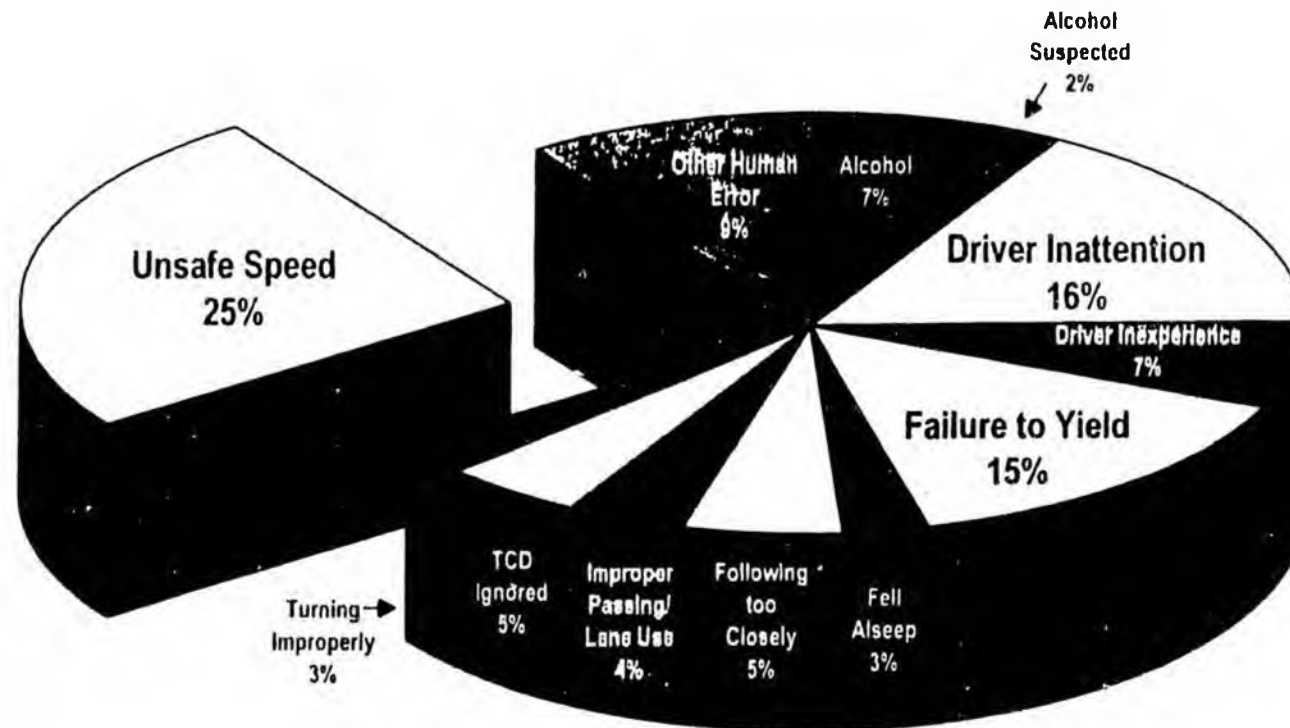 Alcohol
Suspected
2%
Other Human
Error
9%
Alcohol
7%
Unsafe Speed
25%
Driver Inattention
16%
Driver Inexperience
7%
Failure to Yield
15%
TCD
Ignored
5%
Improper
Passing/
Lane Use
4%
Following
too
Closely
5%
Fell
Alseep
3%
Turning
Improperly
3%